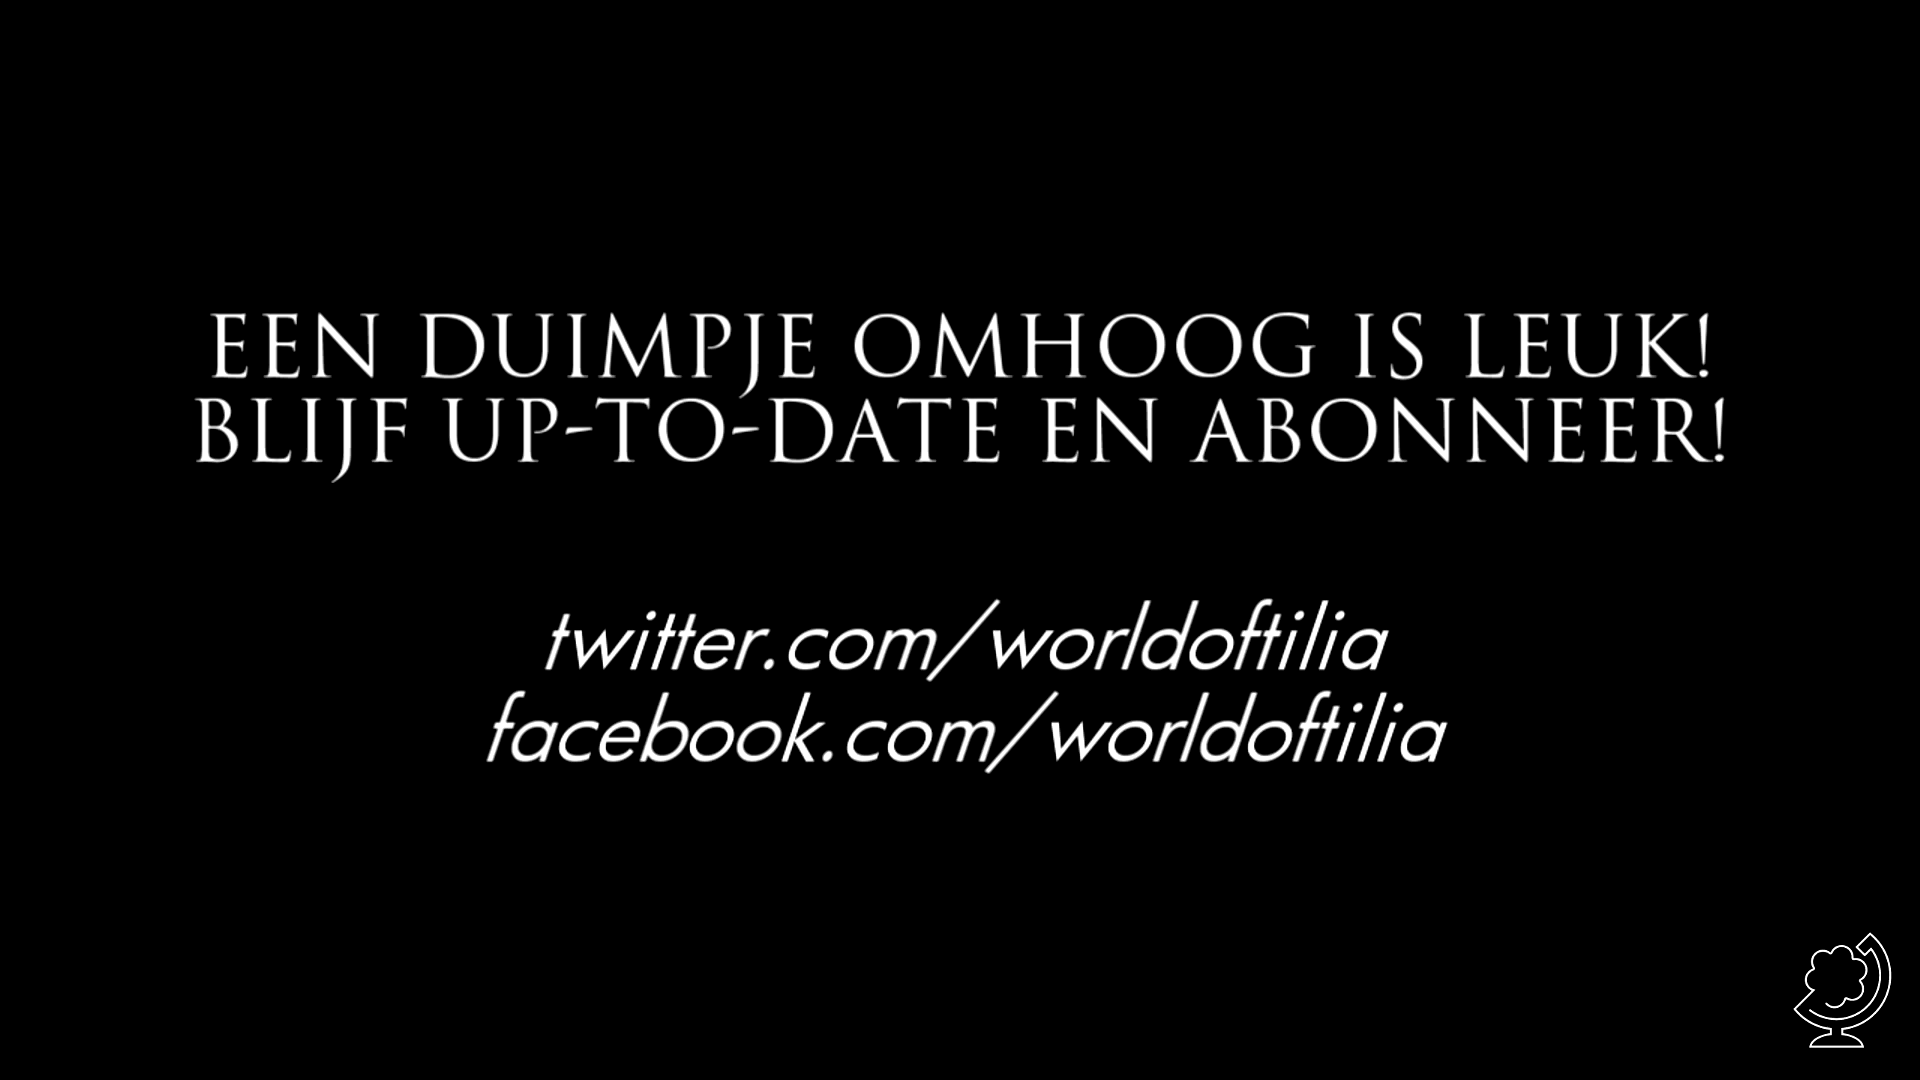 EEN DUIMPJE OMHOOG IS LEUK!
BLIJF UP-TO-DATE EN ABONNEER!
twitter.com/worldoftilia
facebook.com/worldoftilia